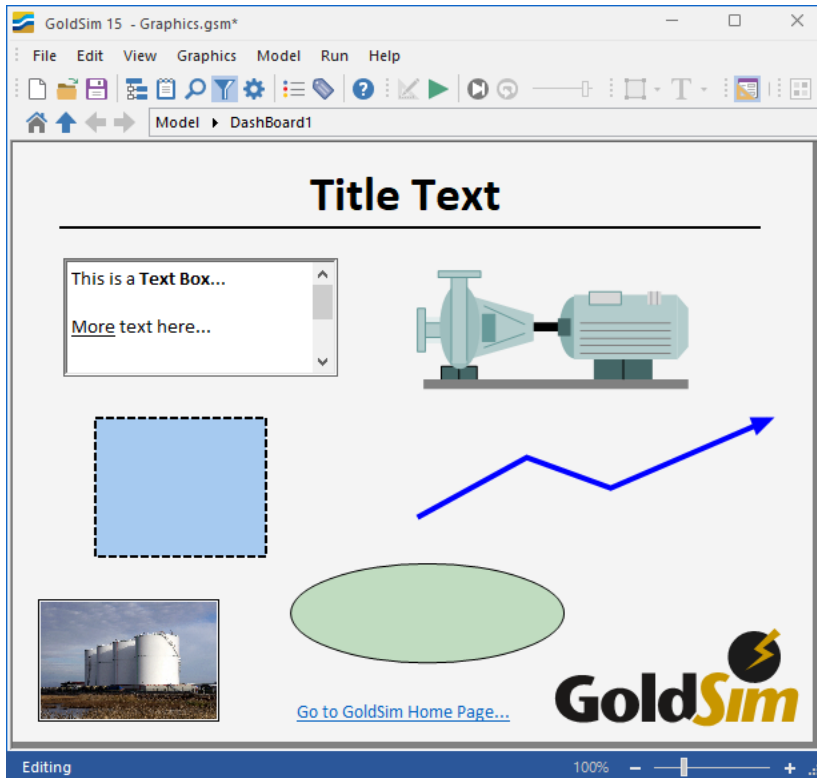 GoldSim 15 - Graphics.gsm*
File Edit View Graphics Model Run Help
Model DashBoard1
Title Text
This is a Text Box...
More text here...
Go to GoldSim Home Page...
GoldSim
Editing 100%